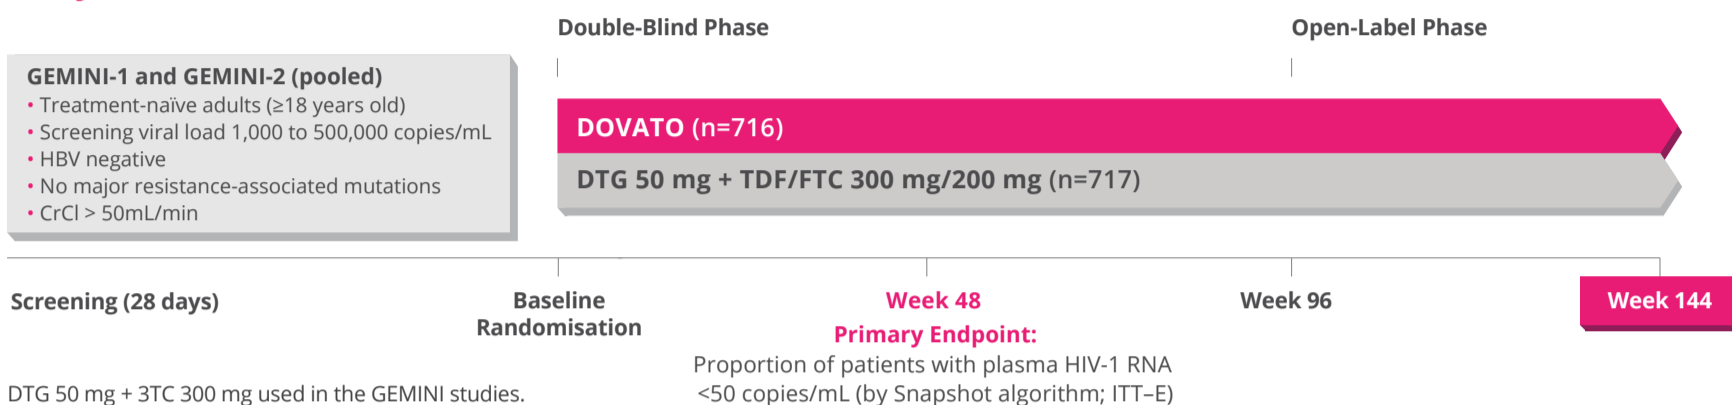 Double-Blind Phase
Open-Label Phase
GEMINI-1 and GEMINI-2 (pooled)
• Treatment-naïve adults (≥18 years old)
• Screening viral load 1,000 to 500,000 copies/mL
• HBV negative
• No major resistance-associated mutations
• CrCl > 50mL/min
DOVATO (n=716)
DTG 50 mg + TDF/FTC 300 mg/200 mg (n=717)
Screening (28 days)
Baseline
Randomisation
Week 48
Primary Endpoint:
Proportion of patients with plasma HIV-1 RNA
<50 copies/mL (by Snapshot algorithm; ITT–E)
Week 96
Week 144
DTG 50 mg + 3TC 300 mg used in the GEMINI studies.